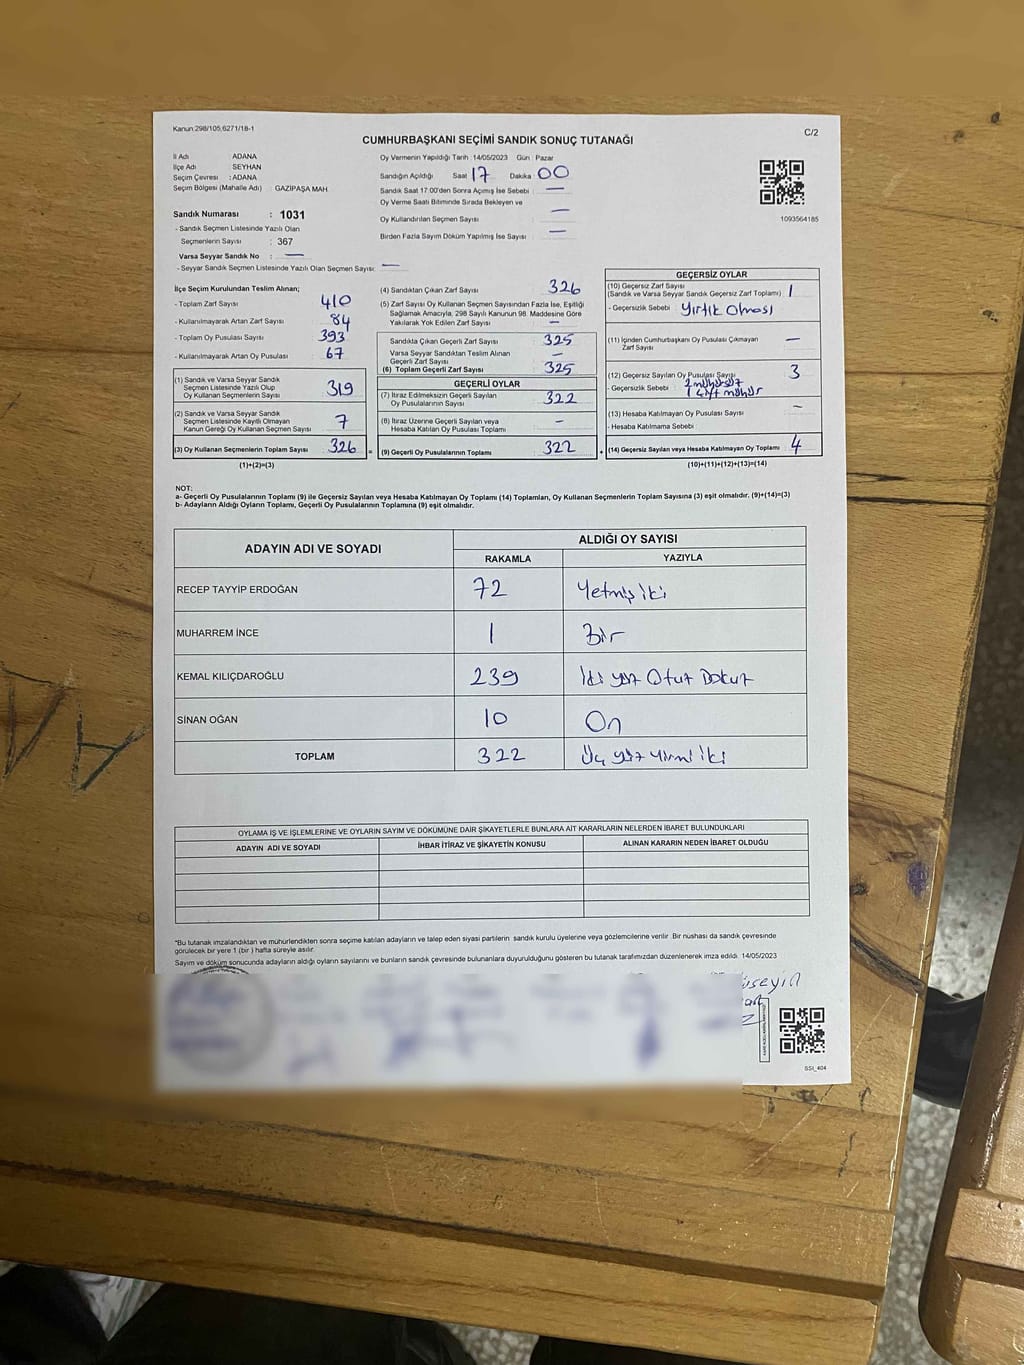 Kanun:298/105;6271/18-1
C/2
CUMHURBAŞKANI SEÇİMİ SANDIK SONUÇ TUTANAĞI
İl Adı : ADANA
İlçe Adı : SEYHAN
Seçim Çevresi : ADANA
Seçim Bölgesi (Mahalle Adı) : GAZİPAŞA MAH.
Sandık Numarası : 1031
- Sandık Seçmen Listesinde Yazılı Olan
Seçmenlerin Sayısı : 367
Varsa Seyyar Sandık No : —
- Seyyar Sandık Seçmen Listesinde Yazılı Olan Seçmen Sayısı: —
Oy Vermenin Yapıldığı Tarih :14/05/2023 Gün : Pazar
Sandığın Açıldığı Saat 17 Dakika 00
Sandık Saat 17:00'den Sonra Açımış İse Sebebi : —
Oy Verme Saati Bitiminde Sırada Bekleyen ve
Oy Kullandırılan Seçmen Sayısı : —
Birden Fazla Sayım Döküm Yapılmış İse Sayısı : —
1093564185
İlçe Seçim Kurulundan Teslim Alınan;
- Toplam Zarf Sayısı 410
- Kullanılmayarak Artan Zarf Sayısı 84
- Toplam Oy Pusulası Sayısı 393
- Kullanılmayarak Artan Oy Pusulası 67
(1) Sandık ve Varsa Seyyar Sandık
Seçmen Listesinde Yazılı Olup
Oy Kullanan Seçmenlerin Sayısı 319
(2) Sandık ve Varsa Seyyar Sandık
Seçmen Listesinde Kayıtlı Olmayan
Kanun Gereği Oy Kullanan Seçmen Sayısı 7
(3) Oy Kullanan Seçmenlerin Toplam Sayısı 326
(1)+(2)=(3)
(4) Sandıktan Çıkan Zarf Sayısı 326
(5) Zarf Sayısı Oy Kullanan Seçmen Sayısından Fazla İse, Eşitliği
Sağlamak Amacıyla, 298 Sayılı Kanunun 98. Maddesine Göre
Yakılarak Yok Edilen Zarf Sayısı —
Sandıkta Çıkan Geçerli Zarf Sayısı 325
Varsa Seyyar Sandıktan Teslim Alınan
Geçerli Zarf Sayısı —
(6) Toplam Geçerli Zarf Sayısı 325
GEÇERLİ OYLAR
(7) İtiraz Edilmeksizin Geçerli Sayılan
Oy Pusulalarının Sayısı 322
(8) İtiraz Üzerine Geçerli Sayılan veya
Hesaba Katılan Oy Pusulası Toplamı -
(9) Geçerli Oy Pusulalarının Toplamı 322
GEÇERSİZ OYLAR
(10) Geçersiz Zarf Sayısı
(Sandık ve Varsa Seyyar Sandık Geçersiz Zarf Toplamı) 1
- Geçersizlik Sebebi : Yırtık Olması
(11) İçinden Cumhurbaşkanı Oy Pusulası Çıkmayan
Zarf Sayısı —
(12) Geçersiz Sayılan Oy Pusulası Sayısı 3
- Geçersizlik Sebebi : 2 mühürsüz
1 çift mühür
(13) Hesaba Katılmayan Oy Pusulası Sayısı -
- Hesaba Katılmama Sebebi :
(14) Geçersiz Sayılan veya Hesaba Katılmayan Oy Toplamı 4
(10)+(11)+(12)+(13)=(14)
NOT:
a- Geçerli Oy Pusulalarının Toplamı (9) ile Geçersiz Sayılan veya Hesaba Katılmayan Oy Toplamı (14) Toplamları, Oy Kullanan Seçmenlerin Toplam Sayısına (3) eşit olmalıdır. (9)+(14)=(3)
b- Adayların Aldığı Oyların Toplamı, Geçerli Oy Pusulalarının Toplamına (9) eşit olmalıdır.
ADAYIN ADI VE SOYADI ALDIĞI OY SAYISI
RAKAMLA YAZIYLA
RECEP TAYYİP ERDOĞAN 72 Yetmiş iki
MUHARREM İNCE 1 Bir
KEMAL KILIÇDAROĞLU 239 İki yüz Otuz Dokuz
SİNAN OĞAN 10 On
TOPLAM 322 Üç yüz yirmi iki
OYLAMA İŞ VE İŞLEMLERİNE VE OYLARIN SAYIM VE DÖKÜMÜNE DAİR ŞİKAYETLERLE BUNLARA AİT KARARLARIN NELERDEN İBARET BULUNDUKLARI
ADAYIN ADI VE SOYADI İHBAR İTİRAZ VE ŞİKAYETİN KONUSU ALINAN KARARIN NEDEN İBARET OLDUĞU
*Bu tutanak imzalandıktan ve mühürlendikten sonra seçime katılan adayların ve talep eden siyasi partilerin sandık kurulu üyelerine veya gözlemcilerine verilir. Bir nüshası da sandık çevresinde
görülecek bir yere 1 (bir ) hafta süreyle asılır.
Sayım ve döküm sonucunda adayların aldığı oyların sayılarını ve bunların sandık çevresinde bulunanlara duyurulduğunu gösteren bu tutanak tarafımızdan düzenlenerek imza edildi. 14/05/2023
SSI_404